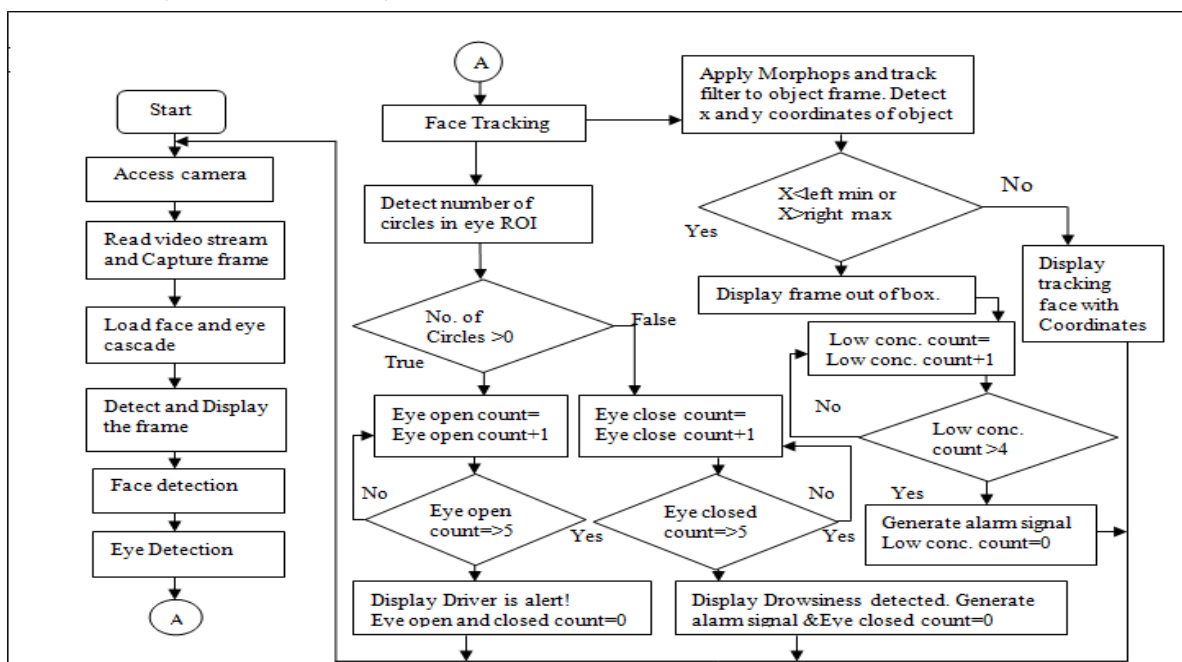 Start
Access camera
Read video stream
and Capture frame
Load face and eye
cascade
Detect and Display
the frame
Face detection
Eye Detection
A
A
Face Tracking
Detect number of
circles in eye ROI
No. of
Circles >0
True
False
Eye open count=
Eye open count+1
No
Eye open
count=>5
Yes
Display Driver is alert!
Eye open and closed count=0
Eye close count=
Eye close count+1
No
Eye closed
count=>5
Yes
Display Drowsiness detected. Generate
alarm signal &Eye closed count=0
Apply Morphops and track
filter to object frame. Detect
x and y coordinates of object
X<left min or
X>right max
No
Yes
Display frame out of box.
Display
tracking
face with
Coordinates
Low conc. count=
Low conc. count+1
No
Low conc.
count >4
Yes
Generate alarm signal
Low conc. count=0